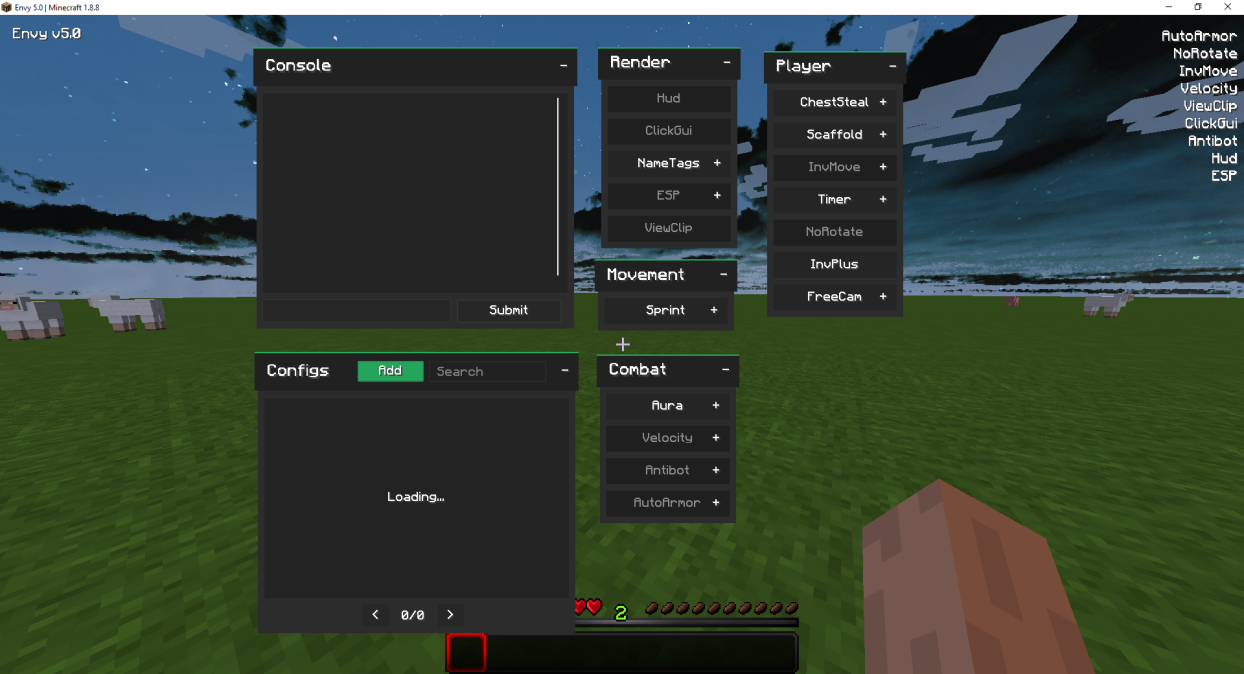 Envy 5.0 | Minecraft 1.8.8
Envy v5.0
Console
Submit
Configs Add Search
Loading...
< 0/0 >
Render
Hud
ClickGui
NameTags +
ESP +
ViewClip
Movement
Sprint +
Combat
Aura +
Velocity +
Antibot +
AutoArmor +
Player
ChestSteal +
Scaffold +
InvMove +
Timer +
NoRotate
InvPlus
FreeCam +
AutoArmor
NoRotate
InvMove
Velocity
ViewClip
ClickGui
Antibot
Hud
ESP
2